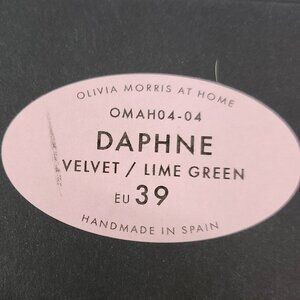 OLIVIA MORRIS AT HOME
OMAH04-04
DAPHNE
VELVET / LIME GREEN
EU 39
HANDMADE IN SPAIN